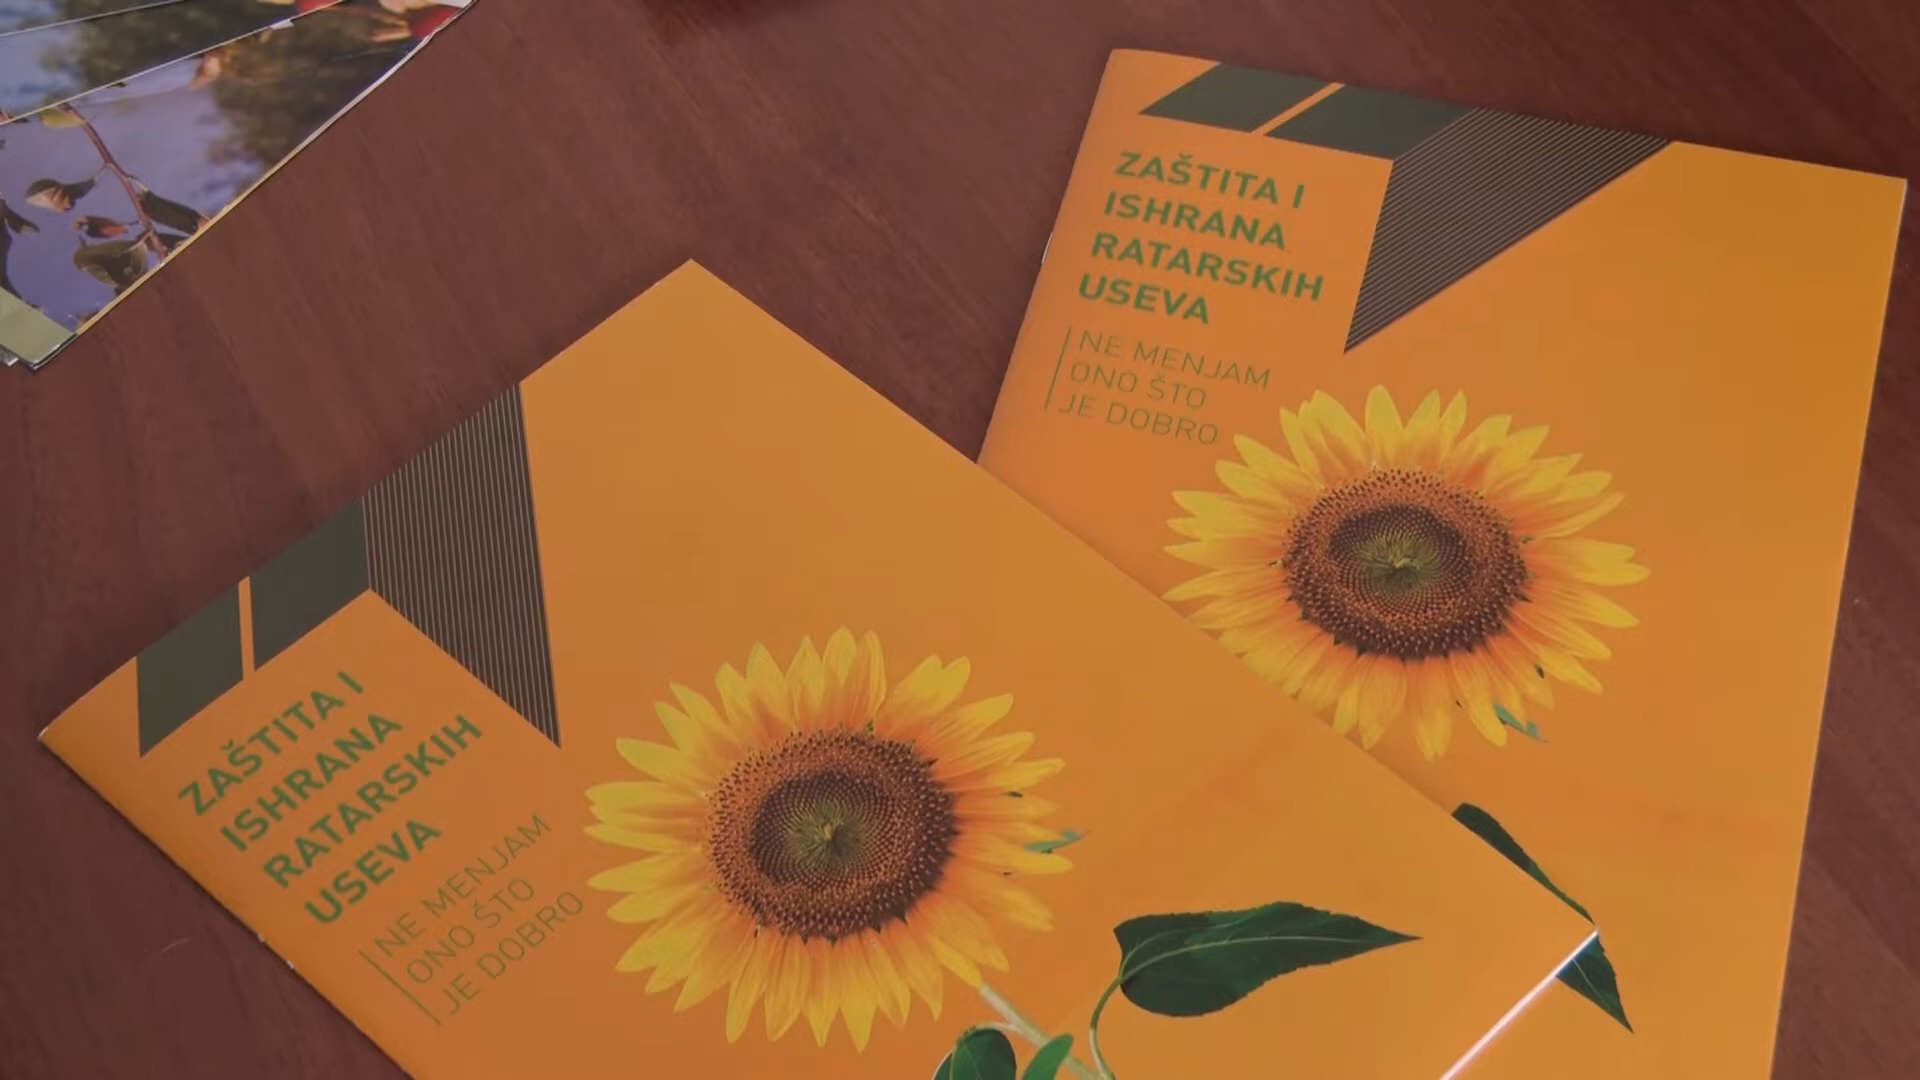 ZAŠTITA I
ISHRANA
RATARSKIH
USEVA
NE MENJAM
ONO ŠTO
JE DOBRO
ZAŠTITA I
ISHRANA
RATARSKIH
USEVA
NE MENJAM
ONO ŠTO
JE DOBRO